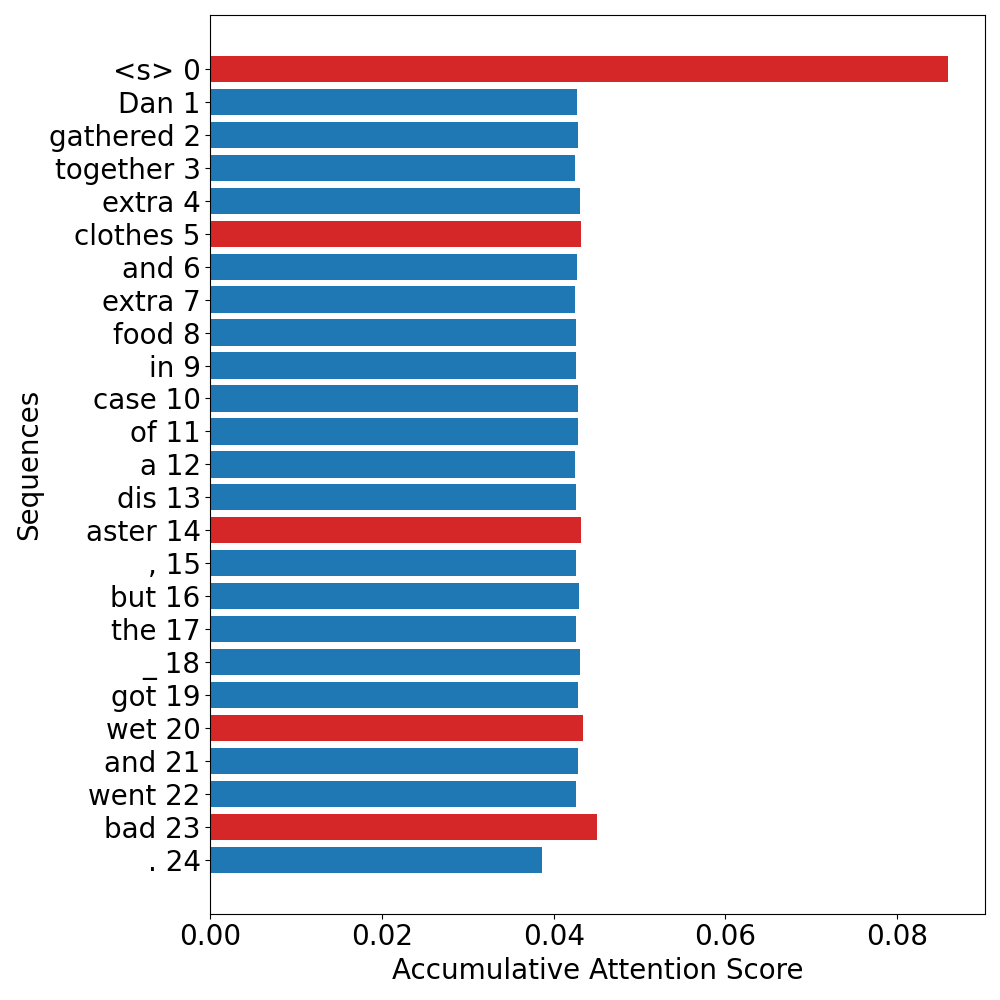 <s> 0
Dan 1
gathered 2
together 3
extra 4
clothes 5
and 6
extra 7
food 8
in 9
case 10
of 11
a 12
dis 13
aster 14
, 15
but 16
the 17
_ 18
got 19
wet 20
and 21
went 22
bad 23
. 24
Sequences
0.00 0.02 0.04 0.06 0.08
Accumulative Attention Score